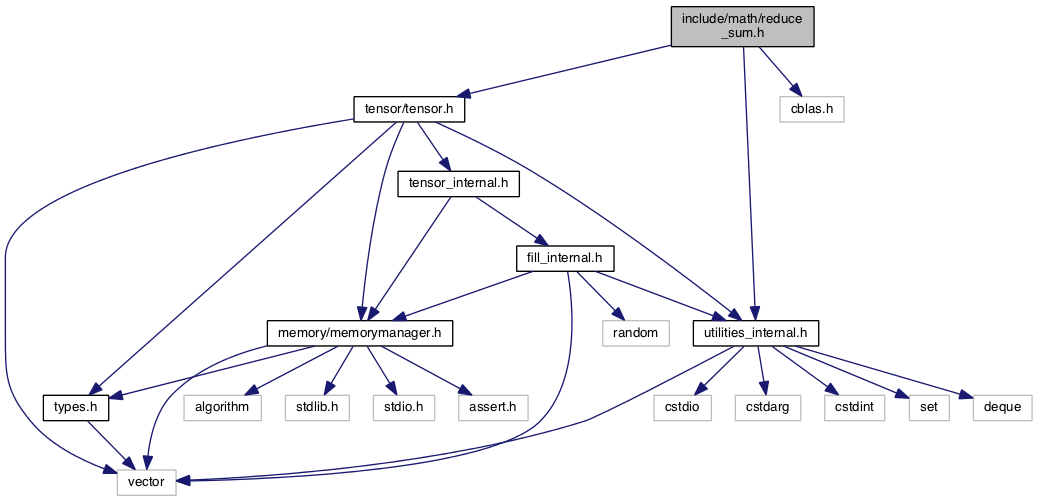 include/math/reduce
_sum.h
tensor/tensor.h
cblas.h
tensor_internal.h
fill_internal.h
memory/memorymanager.h
random
utilities_internal.h
types.h
algorithm
stdlib.h
stdio.h
assert.h
cstdio
cstdarg
cstdint
set
deque
vector